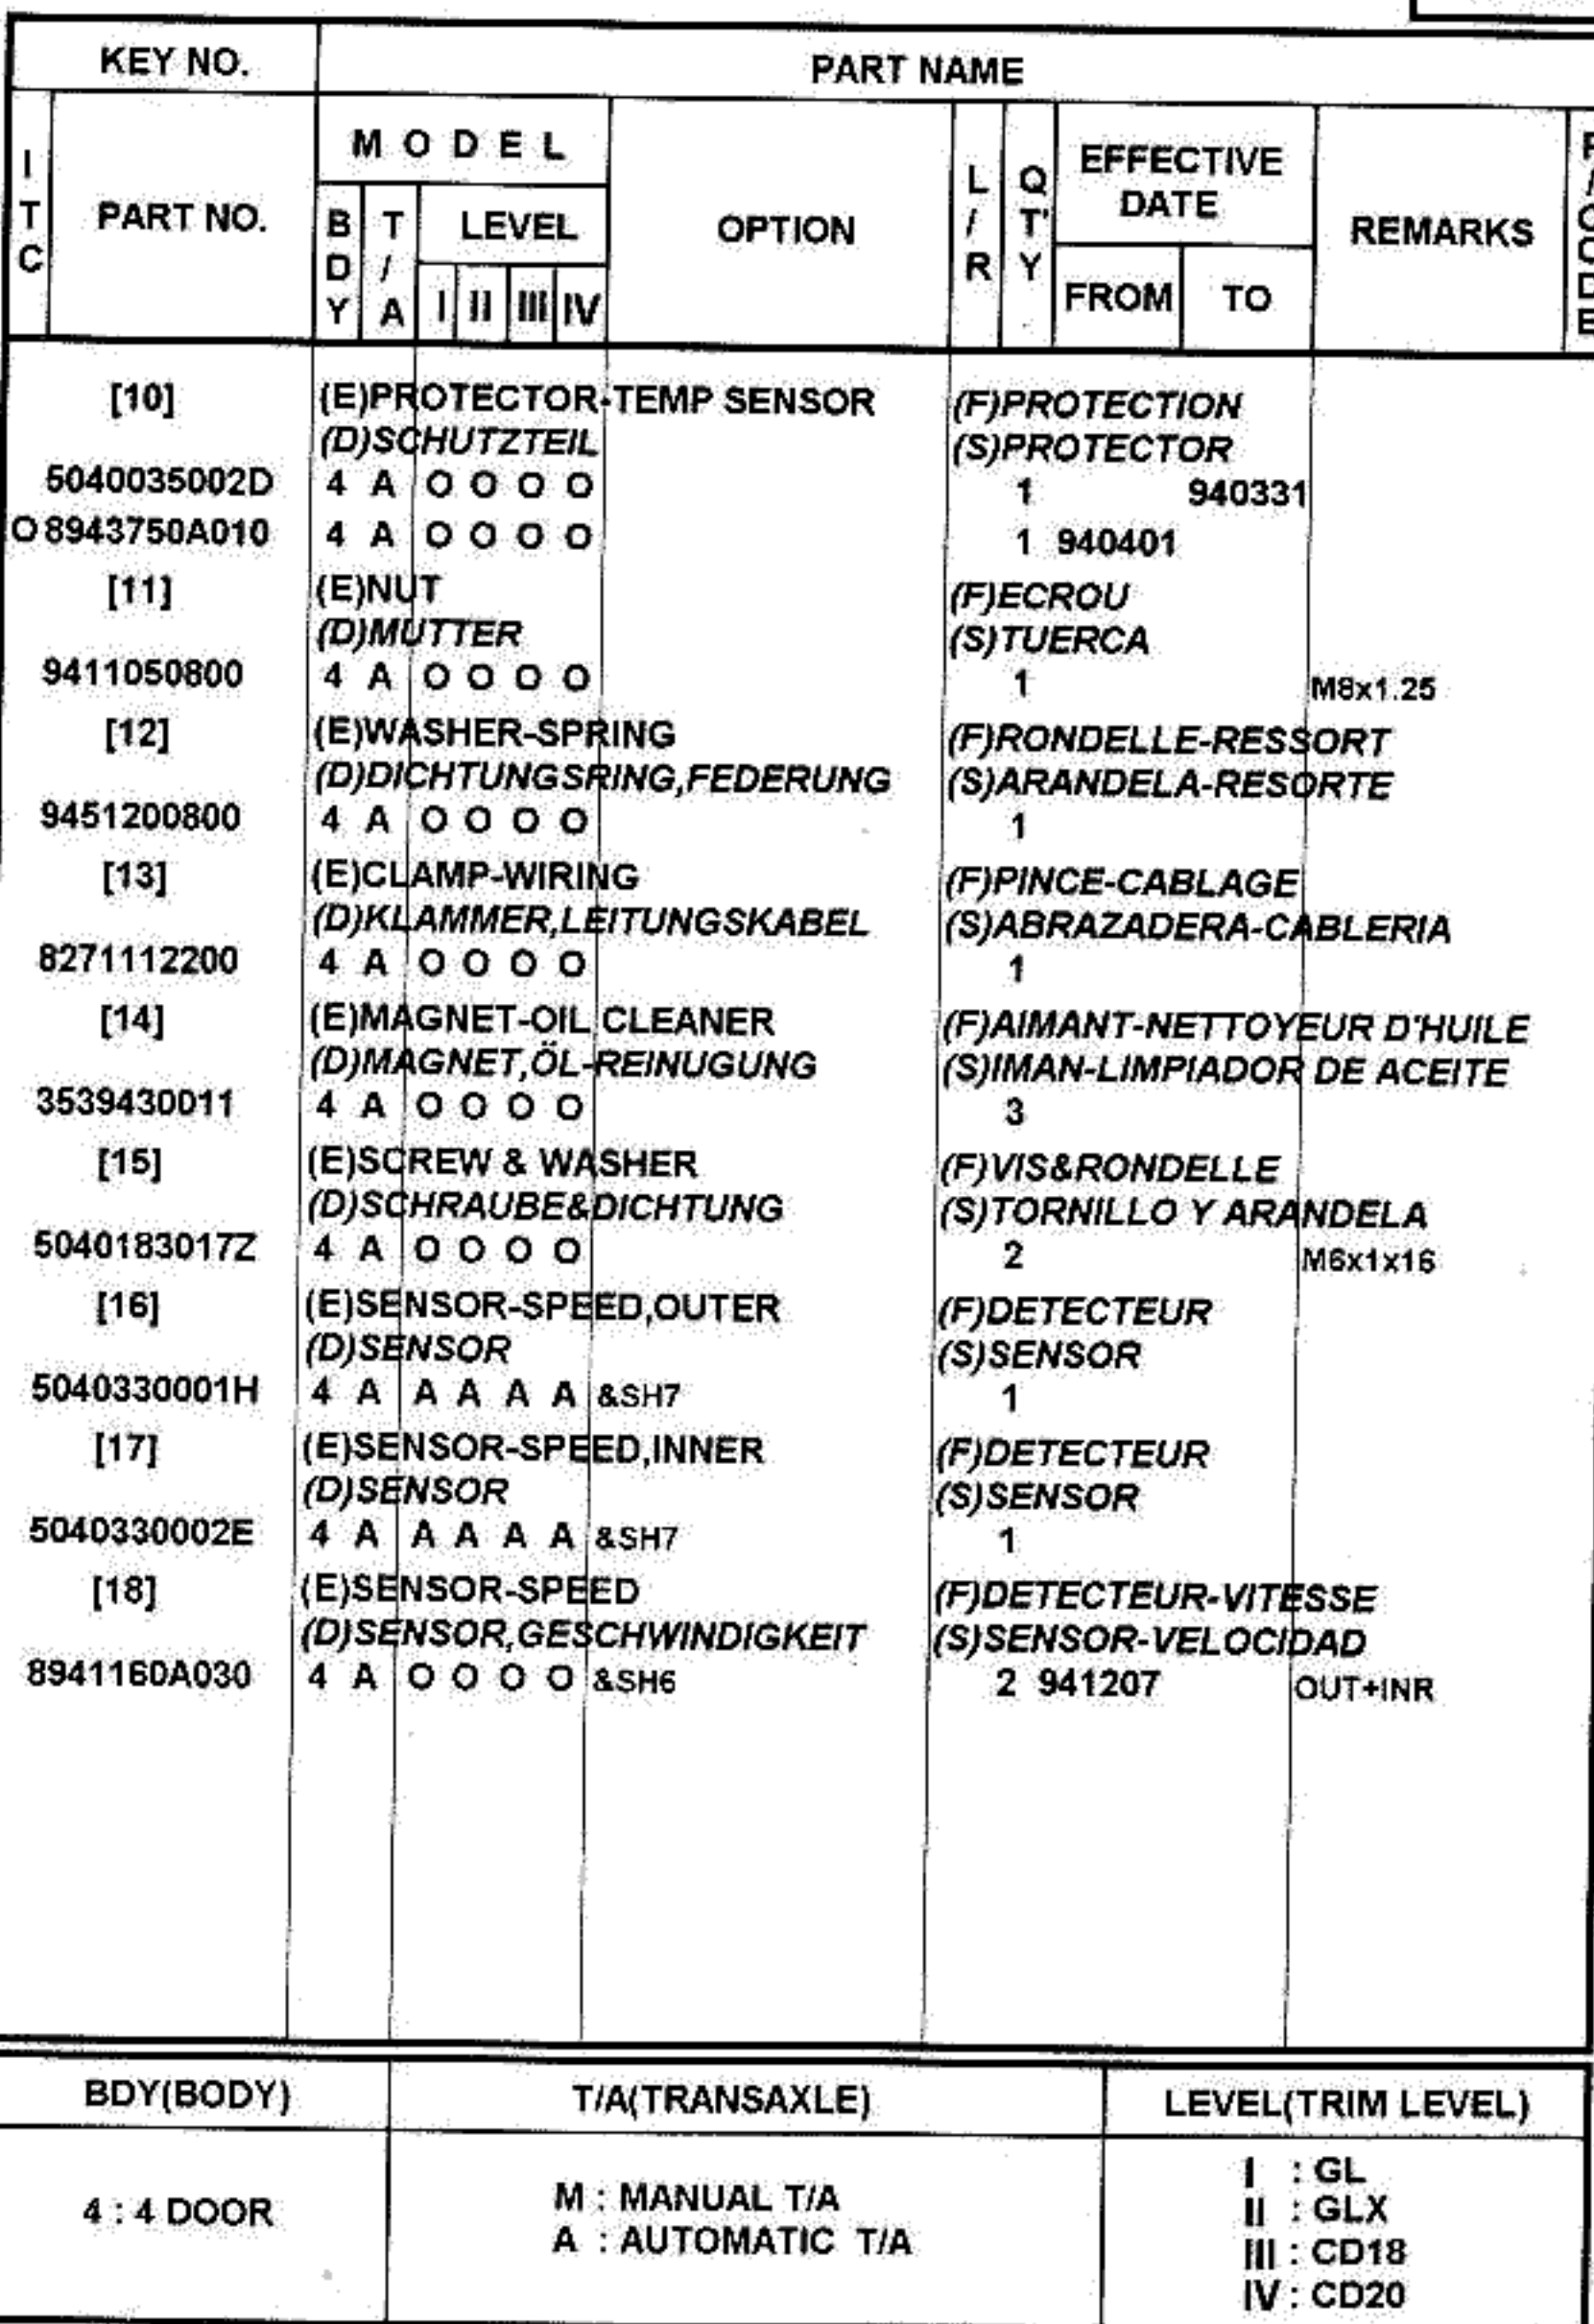 KEY NO. PART NAME
ITC PART NO. MODEL OPTION L/R Q'TY EFFECTIVE DATE REMARKS
BDY T/A LEVEL
I II III IV FROM TO
[10] (E)PROTECTOR-TEMP SENSOR (F)PROTECTION
(D)SCHUTZTEIL (S)PROTECTOR
5040035002D 4 A O O O O 1 940331
O 8943750A010 4 A O O O O 1 940401
[11] (E)NUT (F)ECROU
(D)MUTTER (S)TUERCA
9411050800 4 A O O O O 1 M8x1.25
[12] (E)WASHER-SPRING (F)RONDELLE-RESSORT
(D)DICHTUNGSRING,FEDERUNG (S)ARANDELA-RESORTE
9451200800 4 A O O O O 1
[13] (E)CLAMP-WIRING (F)PINCE-CABLAGE
(D)KLAMMER,LEITUNGSKABEL (S)ABRAZADERA-CABLERIA
8271112200 4 A O O O O 1
[14] (E)MAGNET-OIL CLEANER (F)AIMANT-NETTOYEUR D'HUILE
(D)MAGNET,ÖL-REINUGUNG (S)IMAN-LIMPIADOR DE ACEITE
3539430011 4 A O O O O 3
[15] (E)SCREW & WASHER (F)VIS&RONDELLE
(D)SCHRAUBE&DICHTUNG (S)TORNILLO Y ARANDELA
5040183017Z 4 A O O O O 2 M6x1x16
[16] (E)SENSOR-SPEED,OUTER (F)DETECTEUR
(D)SENSOR (S)SENSOR
5040330001H 4 A A A A A &SH7 1
[17] (E)SENSOR-SPEED,INNER (F)DETECTEUR
(D)SENSOR (S)SENSOR
5040330002E 4 A A A A A &SH7 1
[18] (E)SENSOR-SPEED (F)DETECTEUR-VITESSE
(D)SENSOR,GESCHWINDIGKEIT (S)SENSOR-VELOCIDAD
8941160A030 4 A O O O O &SH6 2 941207 OUT+INR
BDY(BODY) T/A(TRANSAXLE) LEVEL(TRIM LEVEL)
4 : 4 DOOR
M : MANUAL T/A
A : AUTOMATIC T/A
I : GL
II : GLX
III : CD18
IV : CD20